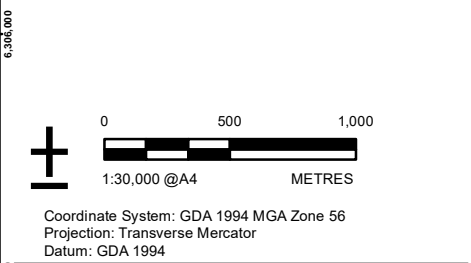 6,306,000
0 500 1,000
1:30,000 @A4 METRES
Coordinate System: GDA 1994 MGA Zone 56
Projection: Transverse Mercator
Datum: GDA 1994